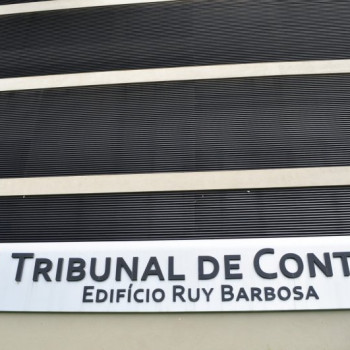 TRIBUNAL DE CONT
EDIFÍCIO RUY BARBOSA